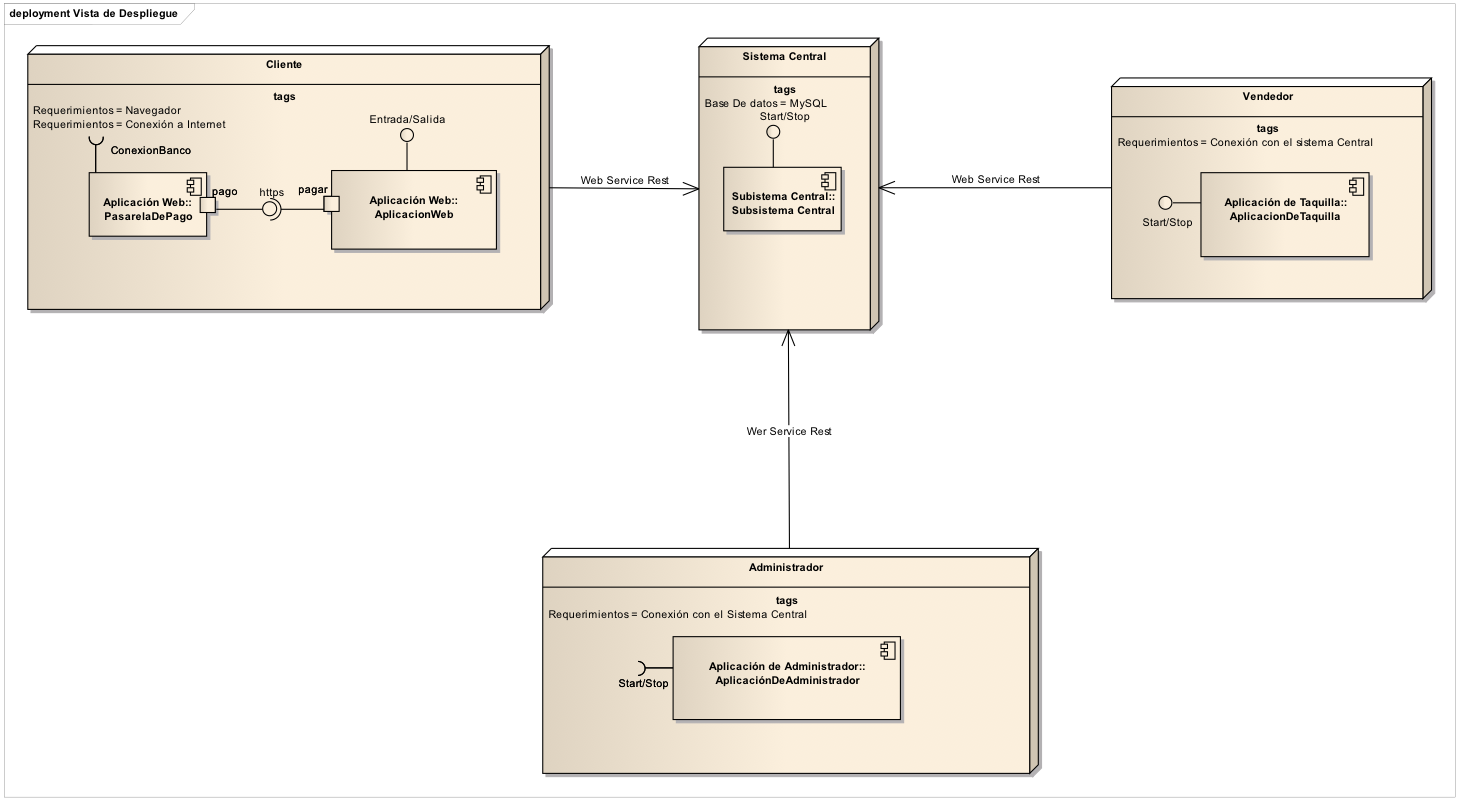 deployment Vista de Despliegue
Cliente
tags
Requerimientos = Navegador
Requerimientos = Conexión a Internet
ConexionBanco
Entrada/Salida
Aplicación Web::
PasarelaDePago
pago
https
pagar
Aplicación Web::
AplicacionWeb
Web Service Rest
Sistema Central
tags
Base De datos = MySQL
Start/Stop
Subistema Central::
Subsistema Central
Web Service Rest
Vendedor
tags
Requerimientos = Conexión con el sistema Central
Start/Stop
Aplicación de Taquilla::
AplicacionDeTaquilla
Wer Service Rest
Administrador
tags
Requerimientos = Conexión con el Sistema Central
Start/Stop
Aplicación de Administrador::
AplicaciónDeAdministrador